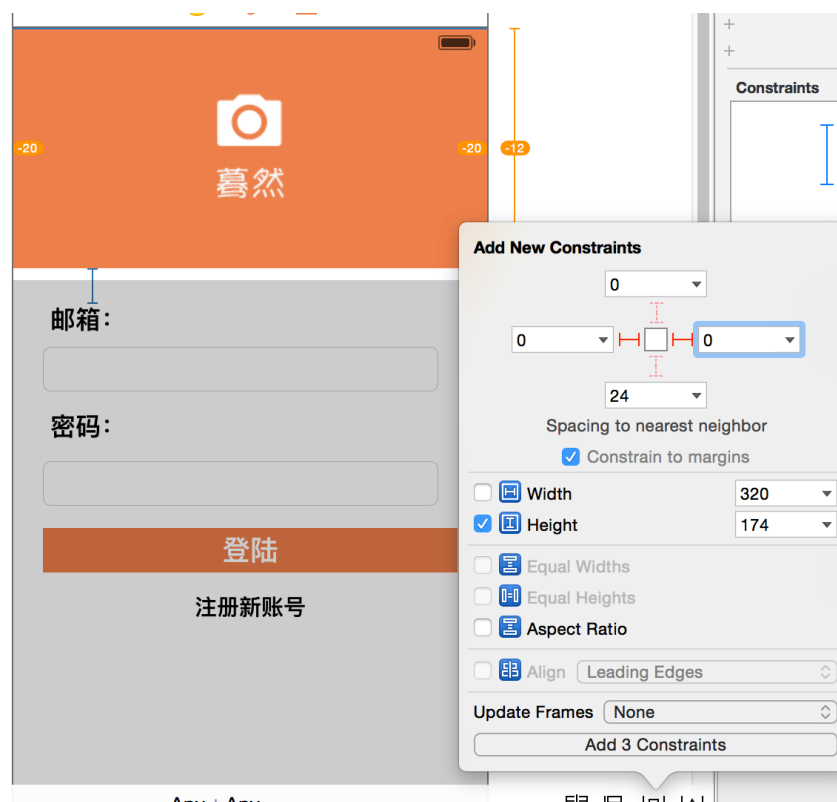 -20
-20
-12
+
+
Constraints
暮然
Add New Constraints
0
0
0
24
Spacing to nearest neighbor
Constrain to margins
Width
320
Height
174
Equal Widths
Equal Heights
Aspect Ratio
Align
Leading Edges
Update Frames
None
Add 3 Constraints
邮箱：
密码：
登陆
注册新账号